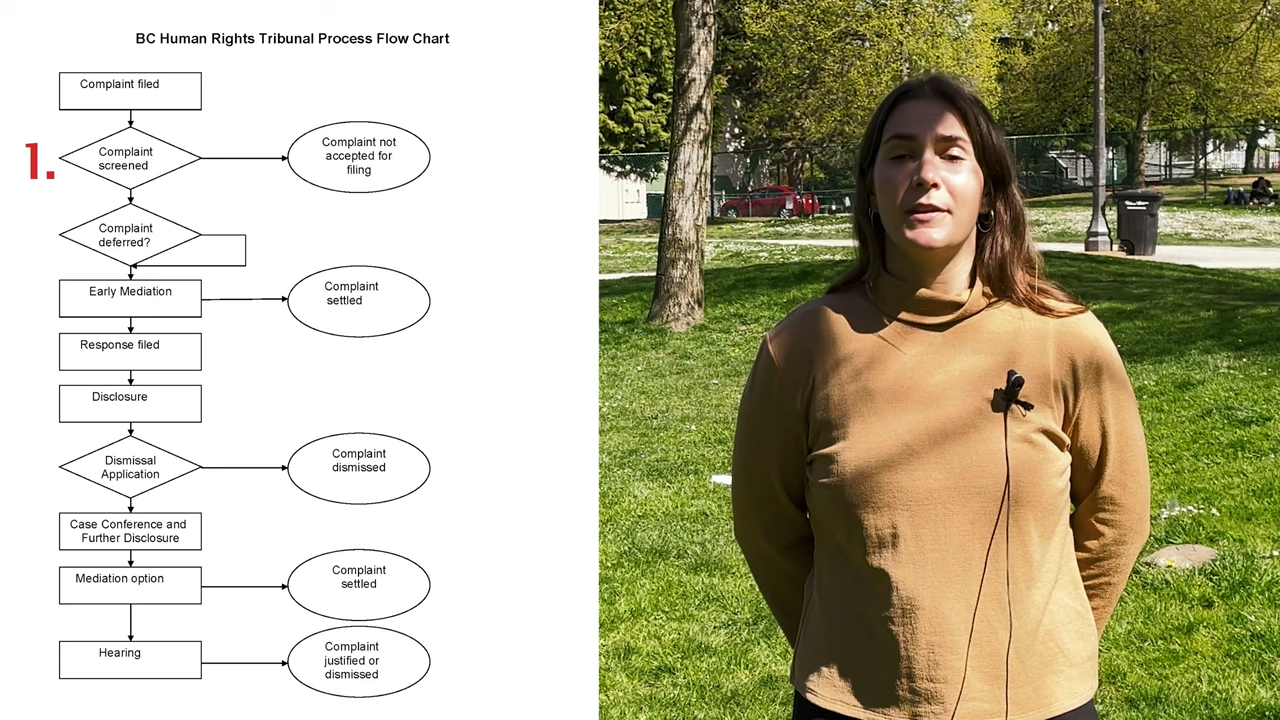 BC Human Rights Tribunal Process Flow Chart
Complaint filed
1.
Complaint
screened
Complaint not
accepted for
filing
Complaint
deferred?
Early Mediation
Complaint
settled
Response filed
Disclosure
Dismissal
Application
Complaint
dismissed
Case Conference and
Further Disclosure
Mediation option
Complaint
settled
Hearing
Complaint
justified or
dismissed